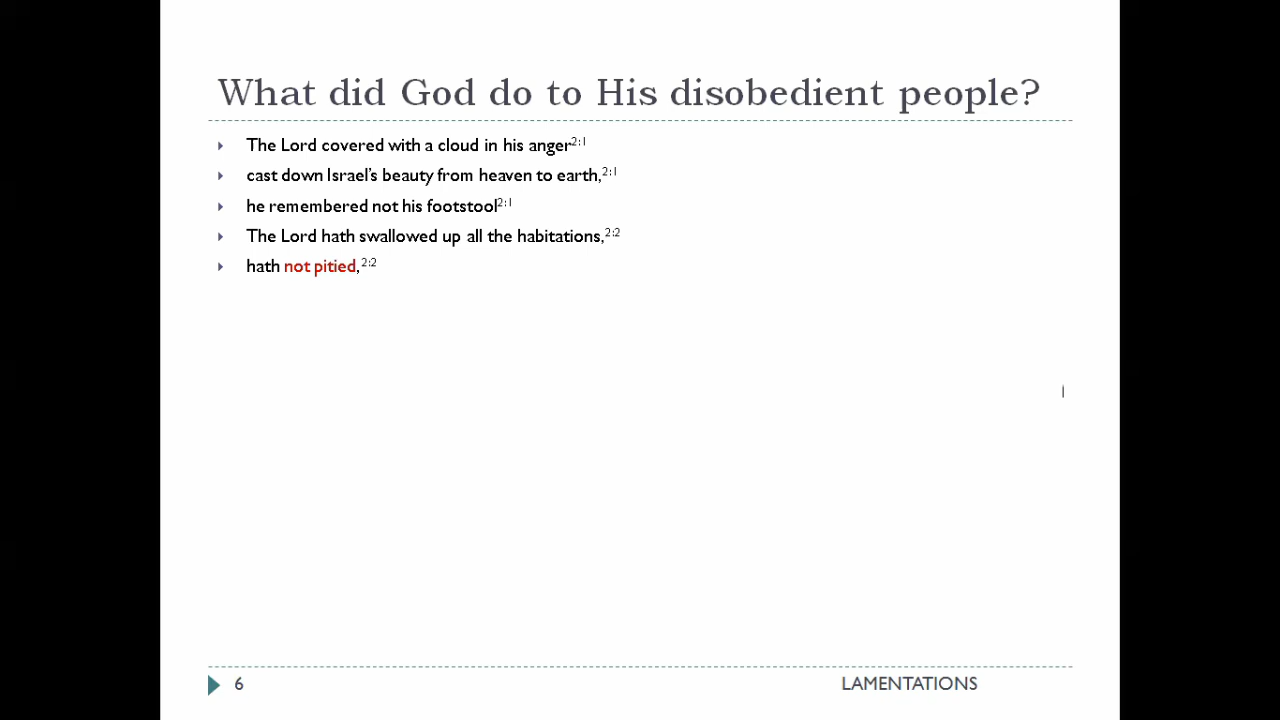 What did God do to His disobedient people?
The Lord covered with a cloud in his anger2:1
cast down Israel's beauty from heaven to earth,2:1
he remembered not his footstool2:1
The Lord hath swallowed up all the habitations,2:2
hath not pitied,2:2
6 LAMENTATIONS